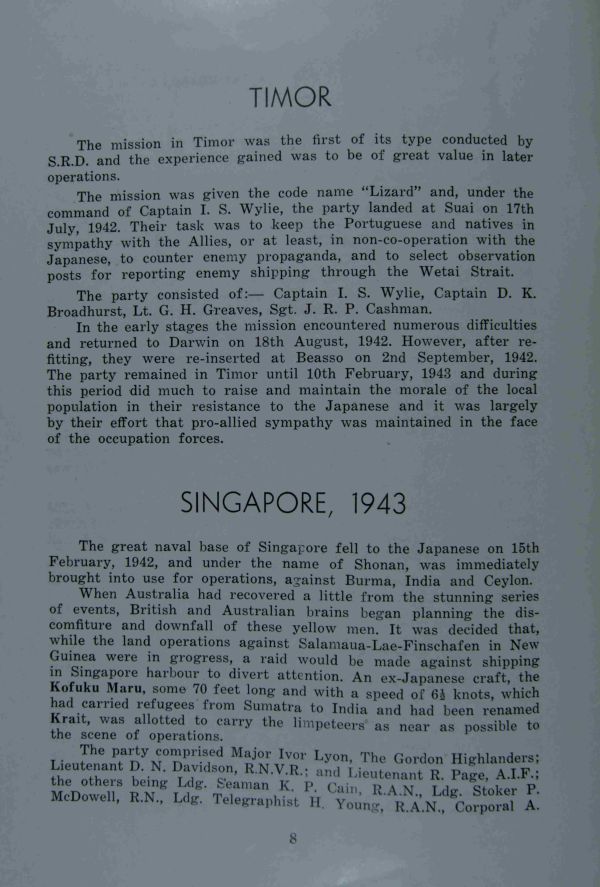 TIMOR
The mission in Timor was the first of its type conducted by
S.R.D. and the experience gained was to be of great value in later
operations.
The mission was given the code name "Lizard" and, under the
command of Captain I. S. Wylie, the party landed at Suai on 17th
July, 1942. Their task was to keep the Portuguese and natives in
sympathy with the Allies, or at least, in non-co-operation with the
Japanese, to counter enemy propaganda, and to select observation
posts for reporting enemy shipping through the Wetai Strait.
The party consisted of:— Captain I. S. Wylie, Captain D. K.
Broadhurst, Lt. G. H. Greaves, Sgt. J. R. P. Cashman.
In the early stages the mission encountered numerous difficulties
and returned to Darwin on 18th August, 1942. However, after re-
fitting, they were re-inserted at Beasso on 2nd September, 1942.
The party remained in Timor until 10th February, 1943 and during
this period did much to raise and maintain the morale of the local
population in their resistance to the Japanese and it was largely
by their effort that pro-allied sympathy was maintained in the face
of the occupation forces.
SINGAPORE, 1943
The great naval base of Singapore fell to the Japanese on 15th
February, 1942, and under the name of Shonan, was immediately
brought into use for operations, against Burma, India and Ceylon.
When Australia had recovered a little from the stunning series
of events, British and Australian brains began planning the dis-
comfiture and downfall of these yellow men. It was decided that,
while the land operations against Salamaua-Lae-Finschafen in New
Guinea were in grogress, a raid would be made against shipping
in Singapore harbour to divert attention. An ex-Japanese craft, the
Kofuku Maru, some 70 feet long and with a speed of 6½ knots, which
had carried refugees from Sumatra to India and had been renamed
Krait, was allotted to carry the limpeteers as near as possible to
the scene of operations.
The party comprised Major Ivor Lyon, The Gordon Highlanders;
Lieutenant D. N. Davidson, R.N.V.R.; and Lieutenant R. Page, A.I.F.;
the others being Ldg. Seaman K. P. Cain, R.A.N., Ldg. Stoker P.
McDowell, R.N., Ldg. Telegraphist H. Young, R.A.N., Corporal A.
8